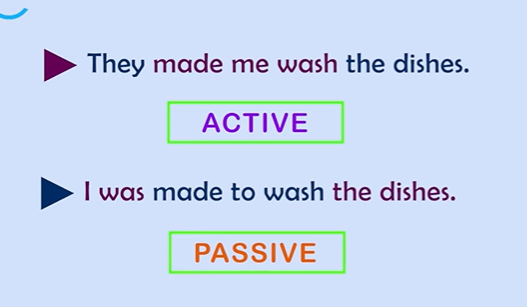 They made me wash the dishes.
ACTIVE
I was made to wash the dishes.
PASSIVE